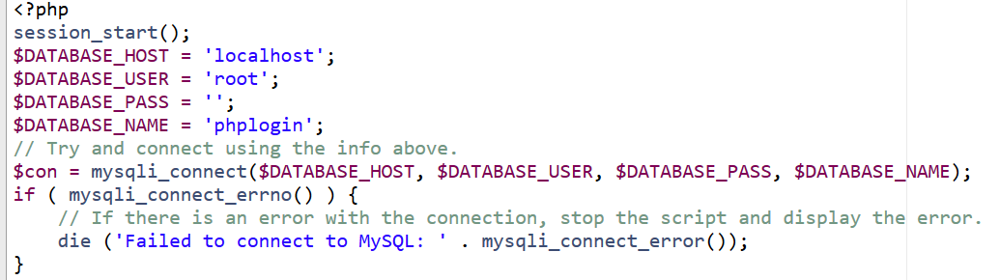 <?php
session_start();
$DATABASE_HOST = 'localhost';
$DATABASE_USER = 'root';
$DATABASE_PASS = '';
$DATABASE_NAME = 'phplogin';
// Try and connect using the info above.
$con = mysqli_connect($DATABASE_HOST, $DATABASE_USER, $DATABASE_PASS, $DATABASE_NAME);
if ( mysqli_connect_errno() ) {
    // If there is an error with the connection, stop the script and display the error.
    die ('Failed to connect to MySQL: ' . mysqli_connect_error());
}